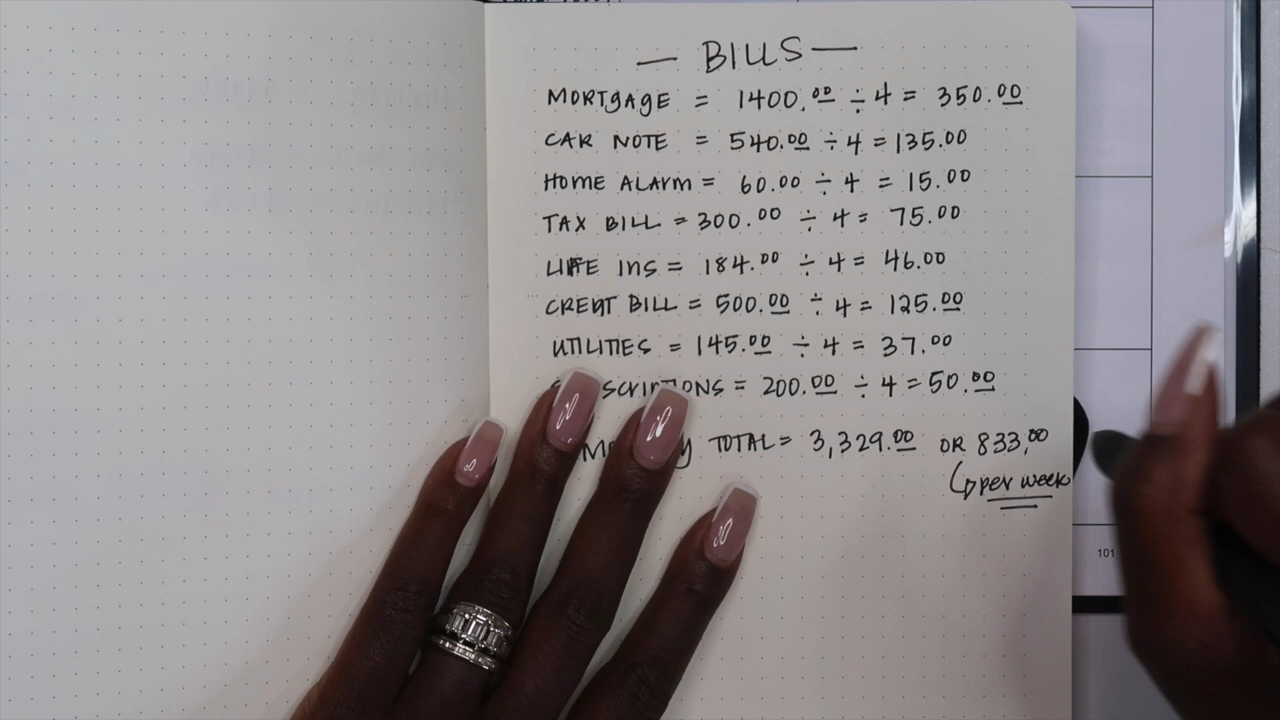 — BILLS —
MORTGAGE = 1400.00 ÷ 4 = 350.00
CAR NOTE = 540.00 ÷ 4 = 135.00
HOME ALARM = 60.00 ÷ 4 = 15.00
TAX BILL = 300.00 ÷ 4 = 75.00
LIFE INS = 184.00 ÷ 4 = 46.00
CREDIT BILL = 500.00 ÷ 4 = 125.00
UTILITIES = 145.00 ÷ 4 = 37.00
= 200.00 ÷ 4 = 50.00
TOTAL = 3,329.00 OR 833.00
per week
101